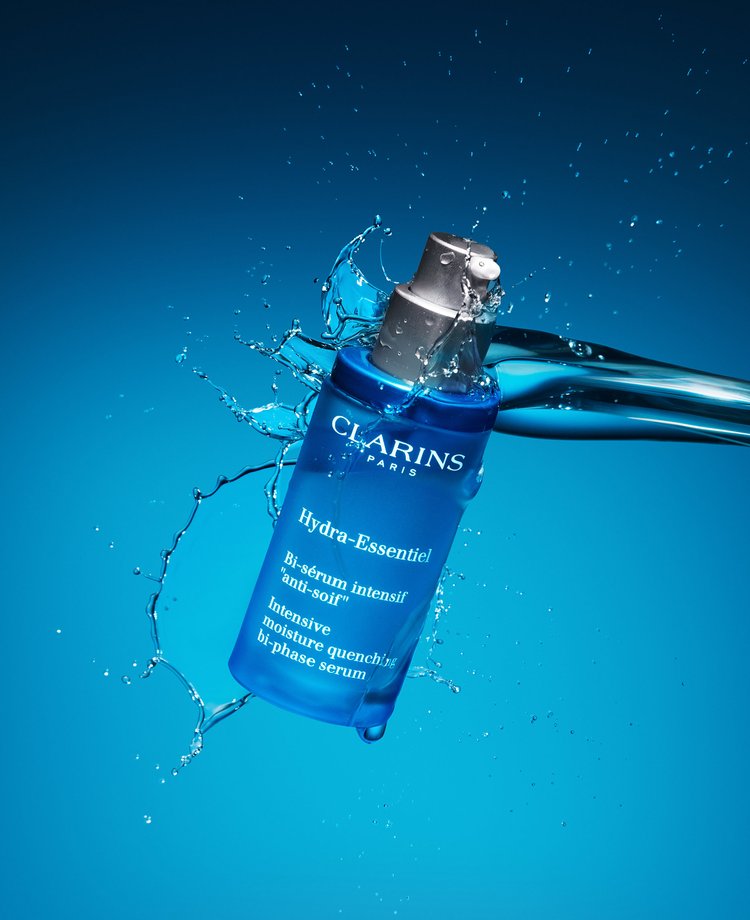 CLARINS
PARIS
Hydra-Essentiel
Bi-sérum intensif
"anti-soif"
Intensive
moisture quenching
bi-phase serum